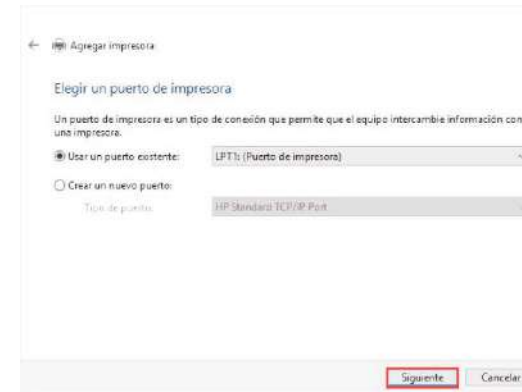 Agregar impresora
Elegir un puerto de impresora
Un puerto de impresora es un tipo de conexión que permite que el equipo intercambie información con
una impresora.
Usar un puerto existente: LPT1: (Puerto de impresora)
Crear un nuevo puerto:
Tipo de puerto: HP Standard TCP/IP Port
Siguiente Cancelar